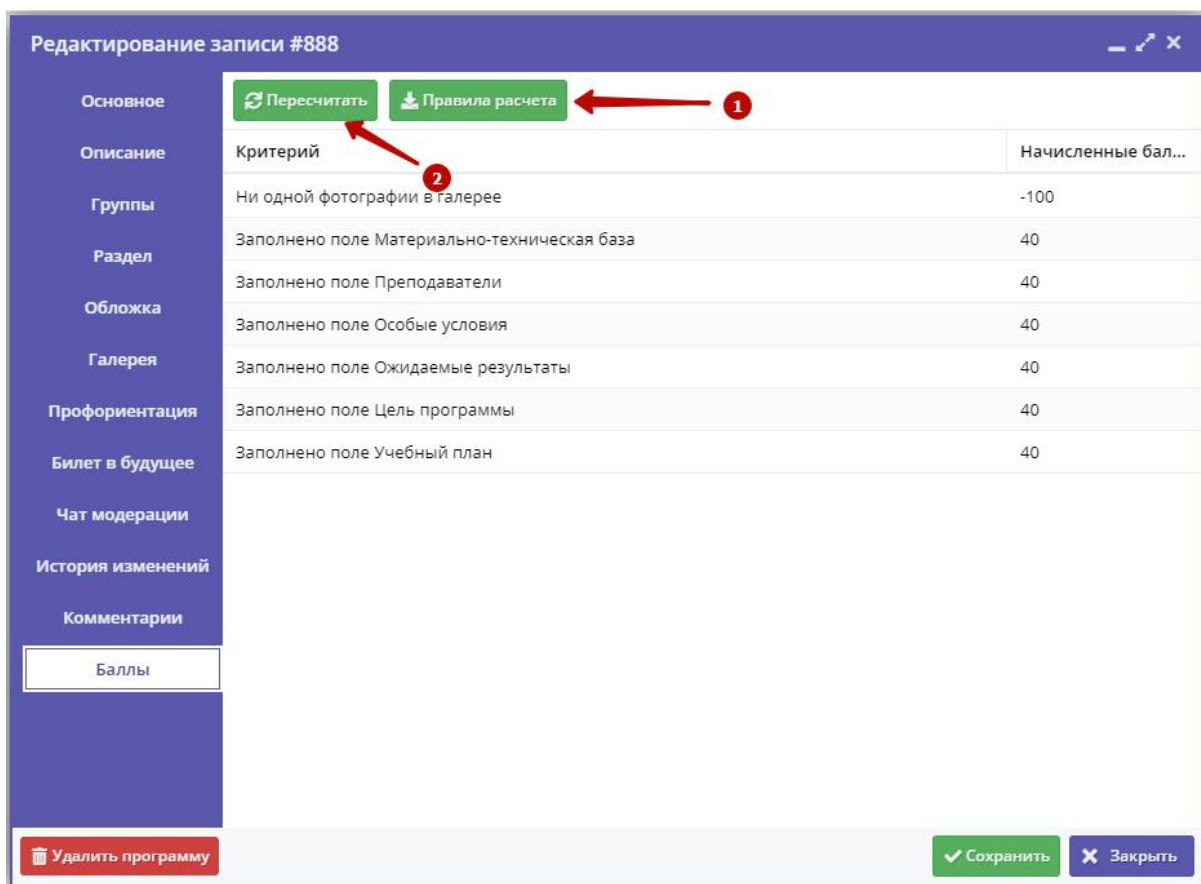 Редактирование записи #888
Основное
Описание
Группы
Раздел
Обложка
Галерея
Профориентация
Билет в будущее
Чат модерации
История изменений
Комментарии
Баллы
Пересчитать Правила расчета 1
2
Критерий Начисленные бал...
Ни одной фотографии в галерее -100
Заполнено поле Материально-техническая база 40
Заполнено поле Преподаватели 40
Заполнено поле Особые условия 40
Заполнено поле Ожидаемые результаты 40
Заполнено поле Цель программы 40
Заполнено поле Учебный план 40
Удалить программу Сохранить Закрыть